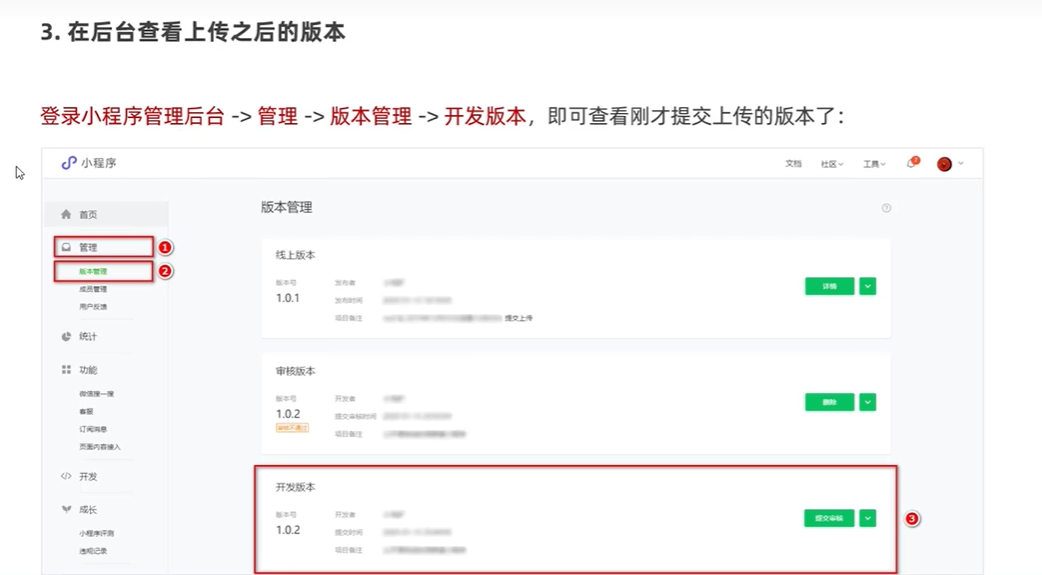 3. 在后台查看上传之后的版本
登录小程序管理后台 -> 管理 -> 版本管理 -> 开发版本，即可查看刚才提交上传的版本了：
小程序
文档 社区 工具 7
首页
管理 1
版本管理 2
成员管理
用户反馈
统计
功能
微信搜一搜
客服
订阅消息
页面内容接入
开发
成长
小程序评测
违规记录
版本管理
线上版本
版本号 发布者
1.0.1 发布时间
项目备注 提交上传
详情
审核版本
版本号 开发者
1.0.2 提交审核时间
审核不通过 项目备注
删除
开发版本
版本号 开发者
1.0.2 提交时间
项目备注
提交审核 3